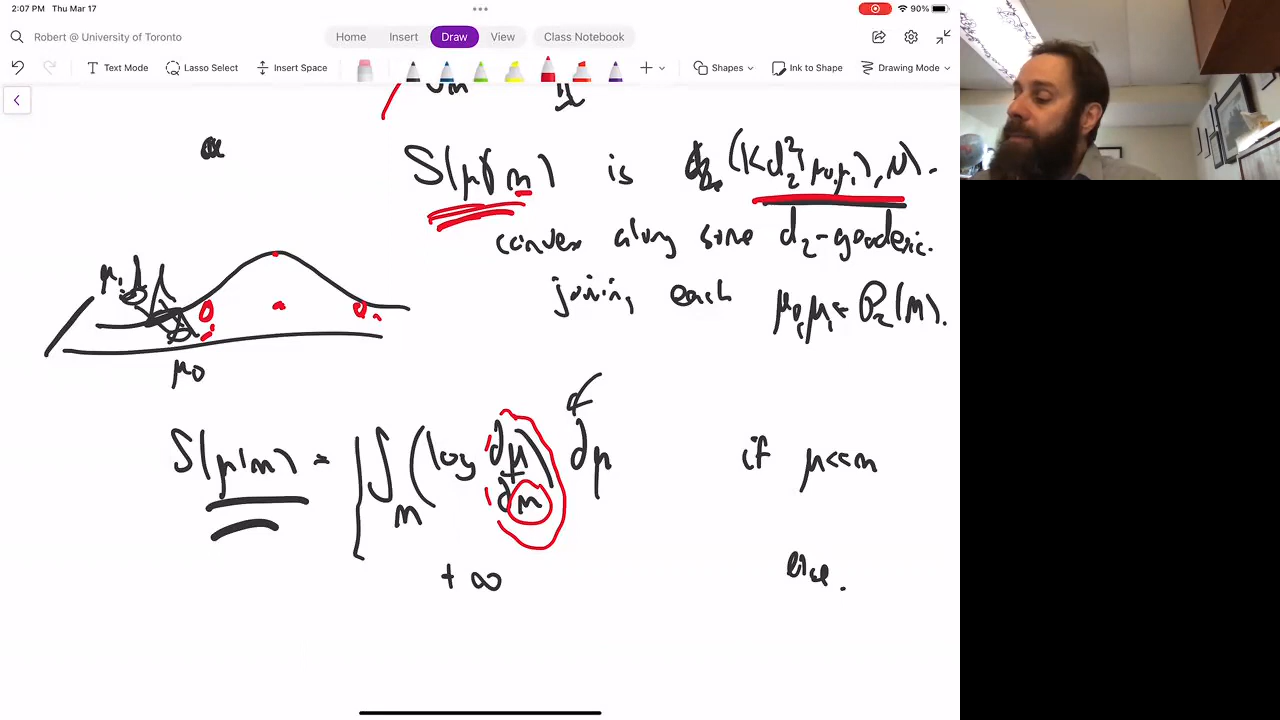 2:07 PM Thu Mar 17
90%
Robert @ University of Toronto
Home Insert Draw View Class Notebook
Text Mode Lasso Select Insert Space Shapes Ink to Shape Drawing Mode
S(μ|m) is (Kd₂²(μ₀,μ₁), N).
convex along some d₂-geodesic.
joining each μ₀,μ₁ ∈ P₂(M).
μ₁
μ₀
S(μ|m) = ∫_M (log dμ/dm) dμ if μ<<m
+∞ else.